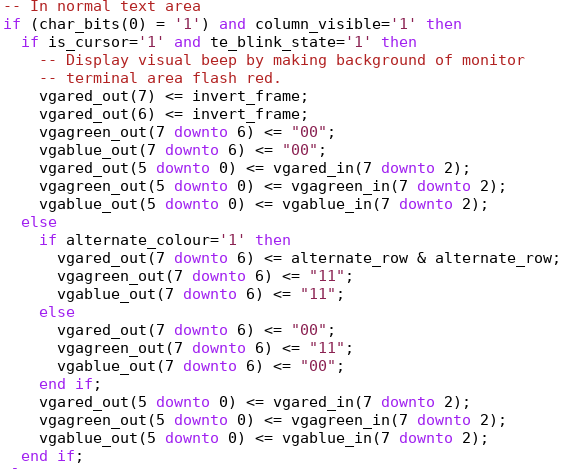 -- In normal text area
if (char_bits(0) = '1') and column_visible='1' then
  if is_cursor='1' and te_blink_state='1' then
    -- Display visual beep by making background of monitor
    -- terminal area flash red.
    vgared_out(7) <= invert_frame;
    vgared_out(6) <= invert_frame;
    vgagreen_out(7 downto 6) <= "00";
    vgablue_out(7 downto 6) <= "00";
    vgared_out(5 downto 0) <= vgared_in(7 downto 2);
    vgagreen_out(5 downto 0) <= vgagreen_in(7 downto 2);
    vgablue_out(5 downto 0) <= vgablue_in(7 downto 2);
  else
    if alternate_colour='1' then
      vgared_out(7 downto 6) <= alternate_row & alternate_row;
      vgagreen_out(7 downto 6) <= "11";
      vgablue_out(7 downto 6) <= "11";
    else
      vgared_out(7 downto 6) <= "00";
      vgagreen_out(7 downto 6) <= "11";
      vgablue_out(7 downto 6) <= "00";
    end if;
    vgared_out(5 downto 0) <= vgared_in(7 downto 2);
    vgagreen_out(5 downto 0) <= vgagreen_in(7 downto 2);
    vgablue_out(5 downto 0) <= vgablue_in(7 downto 2);
  end if;